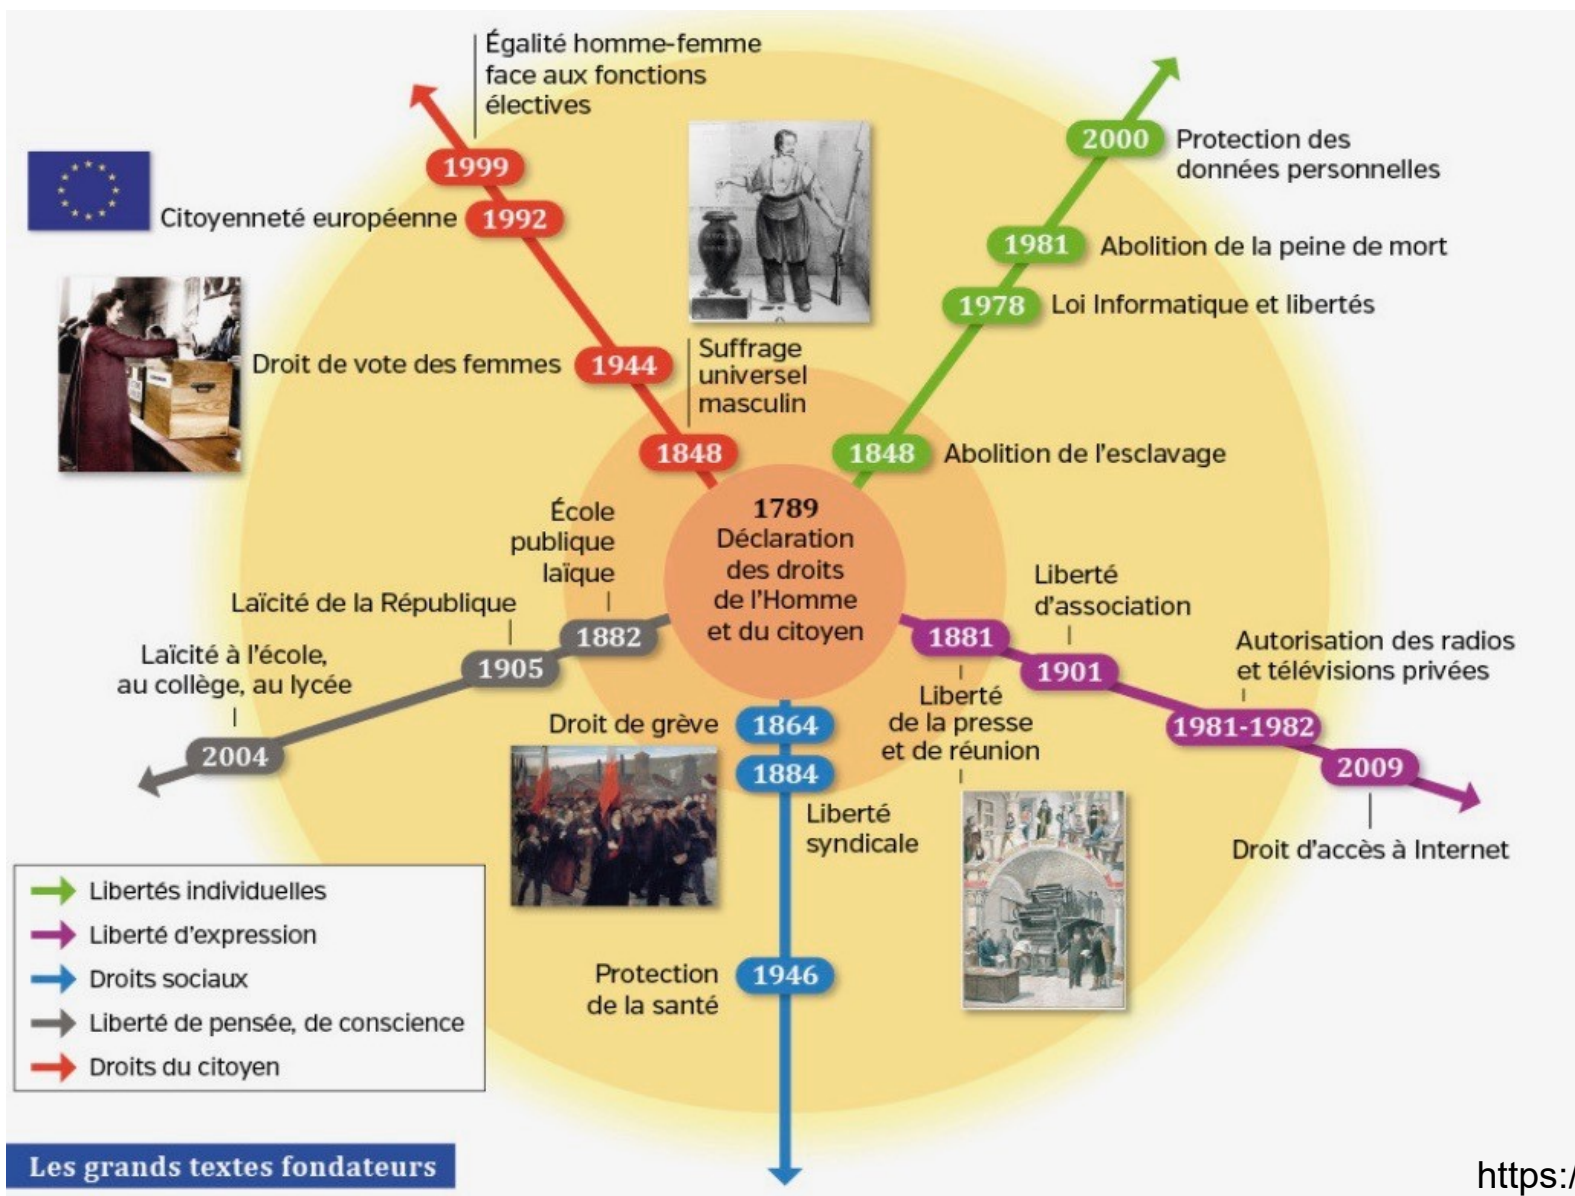 Égalité homme-femme
face aux fonctions
électives
1999
Citoyenneté européenne
1992
Droit de vote des femmes
1944
Suffrage
universel
masculin
1848
2000
Protection des
données personnelles
1981
Abolition de la peine de mort
1978
Loi Informatique et libertés
1848
Abolition de l'esclavage
1789
Déclaration
des droits
de l'Homme
et du citoyen
École
publique
laïque
1882
Laïcité de la République
1905
Laïcité à l'école,
au collège, au lycée
2004
1881
Liberté
de la presse
et de réunion
Liberté
d'association
1901
Autorisation des radios
et télévisions privées
1981-1982
2009
Droit d'accès à Internet
Droit de grève
1864
1884
Liberté
syndicale
Protection
de la santé
1946
Libertés individuelles
Liberté d'expression
Droits sociaux
Liberté de pensée, de conscience
Droits du citoyen
Les grands textes fondateurs
https:/